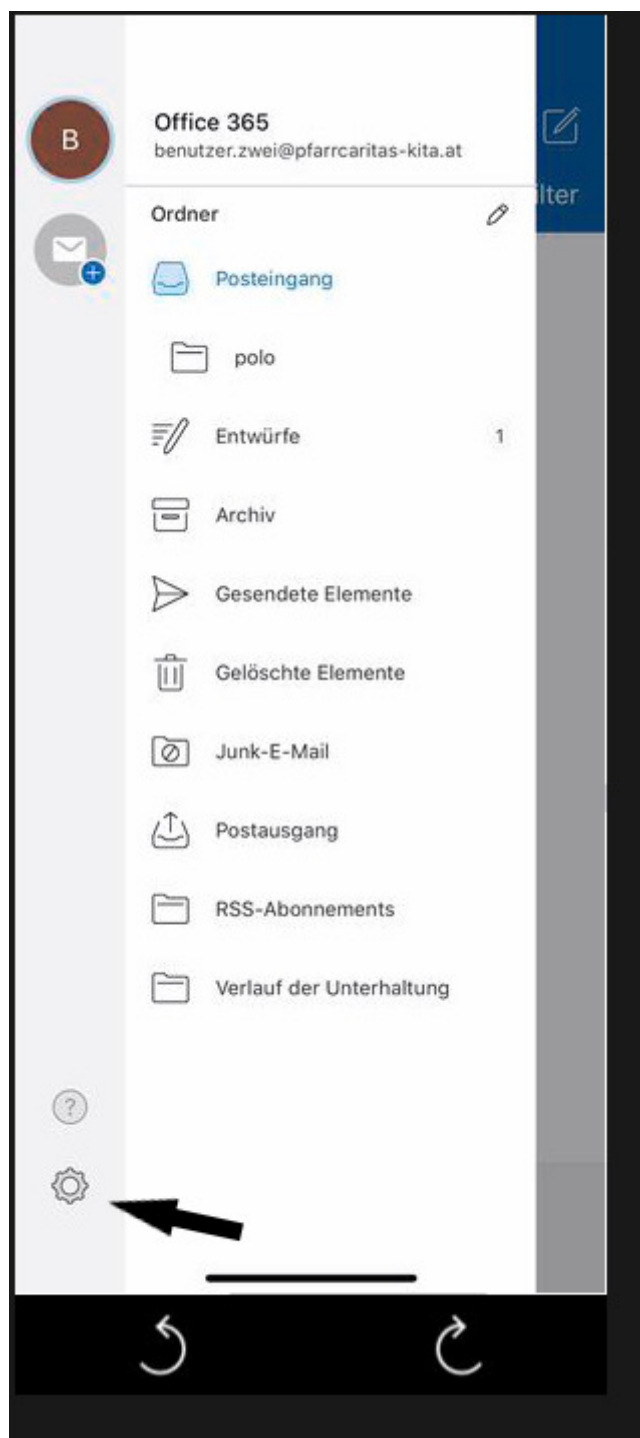 B
Office 365
benutzer.zwei@pfarrcaritas-kita.at
Ordner
lter
Posteingang
polo
Entwürfe 1
Archiv
Gesendete Elemente
Gelöschte Elemente
Junk-E-Mail
Postausgang
RSS-Abonnements
Verlauf der Unterhaltung
?